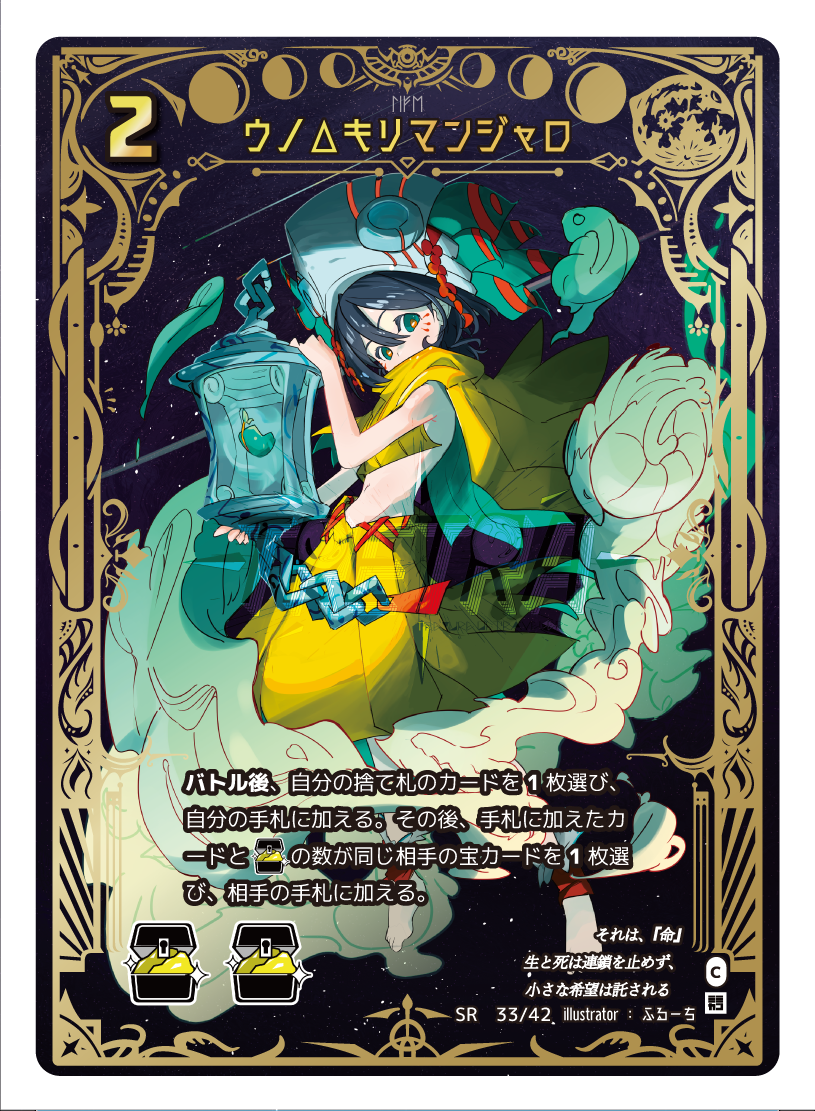 2
ᚳᛁᚠᛖ
ウノ△キリマンジャロ
バトル後、自分の捨て札のカードを1枚選び、
自分の手札に加える。その後、手札に加えたカ
ードと の数が同じ相手の宝カードを1枚選
び、相手の手札に加える。
それは、『命』
生と死は連鎖を止めず、
小さな希望は託される
C
SR 33/42 illustrator : ふわーち